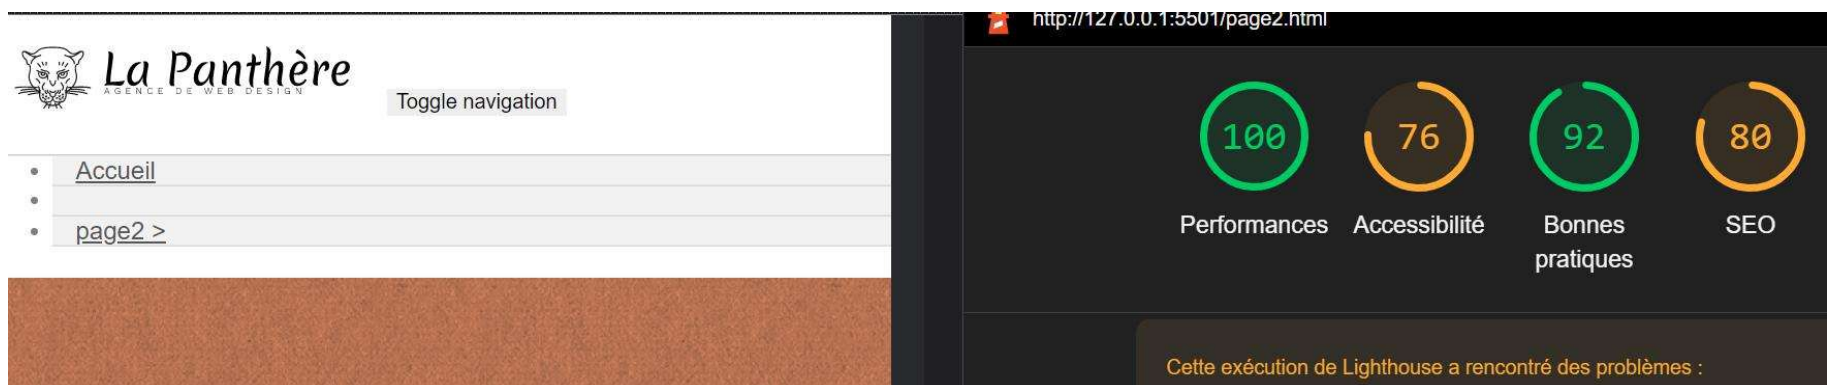 La Panthère
AGENCE DE WEB DESIGN
Toggle navigation
Accueil
page2 >
http://127.0.0.1:5501/page2.html
100
76
92
80
Performances
Accessibilité
Bonnes
pratiques
SEO
Cette exécution de Lighthouse a rencontré des problèmes :